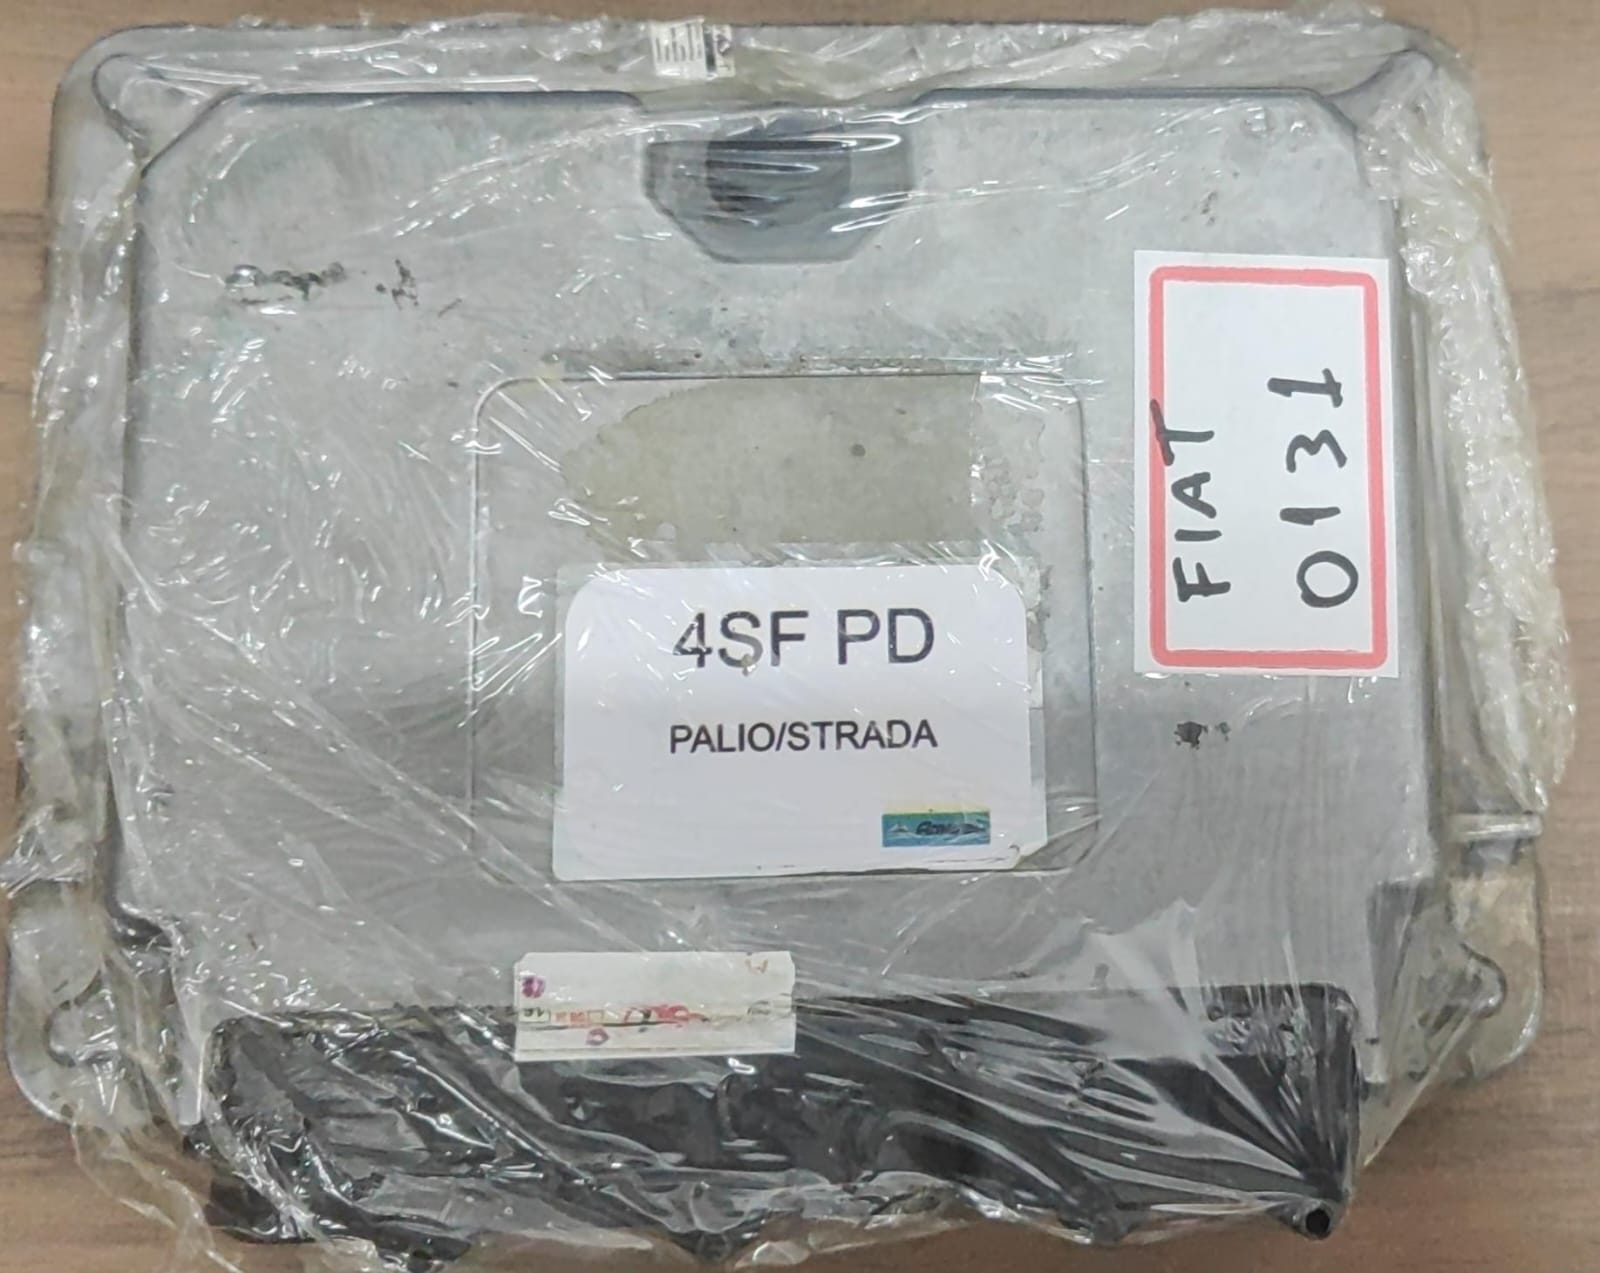 4SF PD
PALIO/STRADA
FIAT
0131